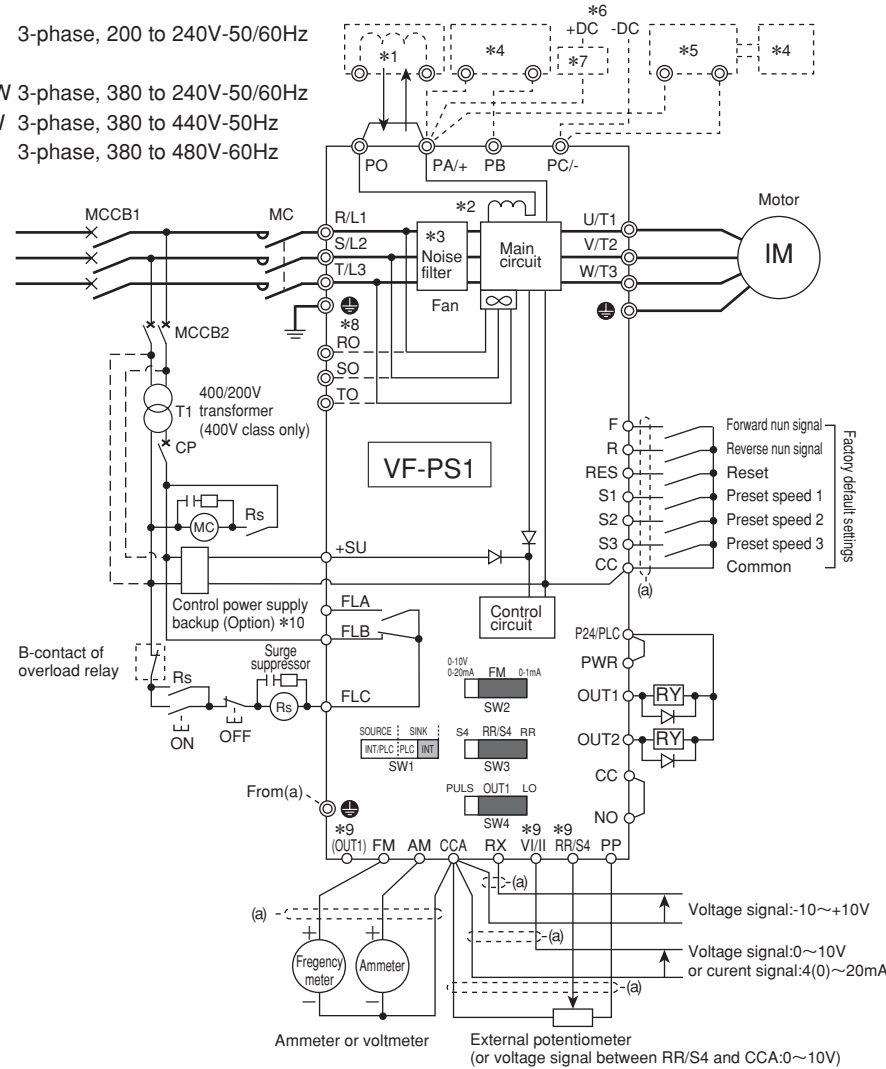 3-phase, 200 to 240V-50/60Hz
W 3-phase, 380 to 240V-50/60Hz
3-phase, 380 to 440V-50Hz
3-phase, 380 to 480V-60Hz
*6
+DC -DC
*1
*4
*7
*5
*4
PO
PA/+
PB
PC/-
MCCB1
MC
R/L1
S/L2
T/L3
*2
*3
Noise
filter
Main
circuit
Fan
U/T1
V/T2
W/T3
Motor
IM
*8
RO
SO
TO
MCCB2
T1
400/200V
transformer
(400V class only)
CP
VF-PS1
F
Forward nun signal
R
Reverse nun signal
RES
Reset
S1
Preset speed 1
S2
Preset speed 2
S3
Preset speed 3
CC
Common
(a)
Factory default settings
MC
Rs
+SU
Control power supply
backup (Option) *10
FLA
FLB
FLC
Control
circuit
B-contact of
overload relay
Rs
ON
OFF
Surge
suppressor
Rs
P24/PLC
PWR
OUT1
RY
OUT2
RY
CC
NO
0-10V
0-20mA
FM
0-1mA
SW2
SOURCE
SINK
INT/PLC
PLC
INT
SW1
S4
RR/S4
RR
SW3
PULS
OUT1
LO
SW4
From(a)
*9
(OUT1)
FM
AM
CCA
RX
*9
VI/II
*9
RR/S4
PP
(a)
(a)
(a)
(a)
+
Fregency
meter
−
+
Ammeter
−
Voltage signal:-10~+10V
Voltage signal:0~10V
or curent signal:4(0)~20mA
Ammeter or voltmeter
External potentiometer
(or voltage signal between RR/S4 and CCA:0~10V)